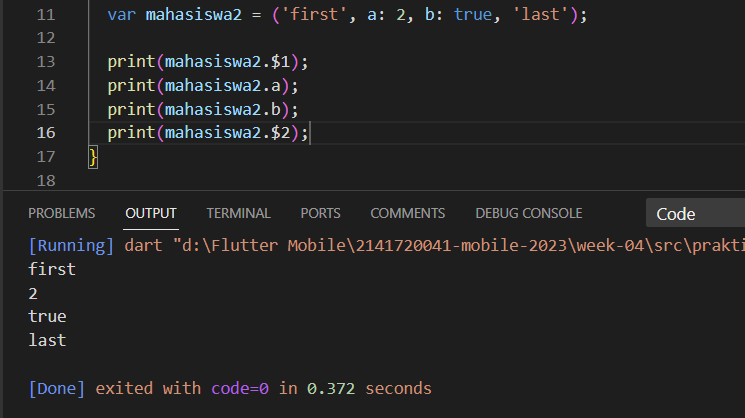 11 var mahasiswa2 = ('first', a: 2, b: true, 'last');
12
13 print(mahasiswa2.$1);
14 print(mahasiswa2.a);
15 print(mahasiswa2.b);
16 print(mahasiswa2.$2);
17 }
18
PROBLEMS OUTPUT TERMINAL PORTS COMMENTS DEBUG CONSOLE Code
[Running] dart "d:\Flutter Mobile\2141720041-mobile-2023\week-04\src\prakti
first
2
true
last
[Done] exited with code=0 in 0.372 seconds